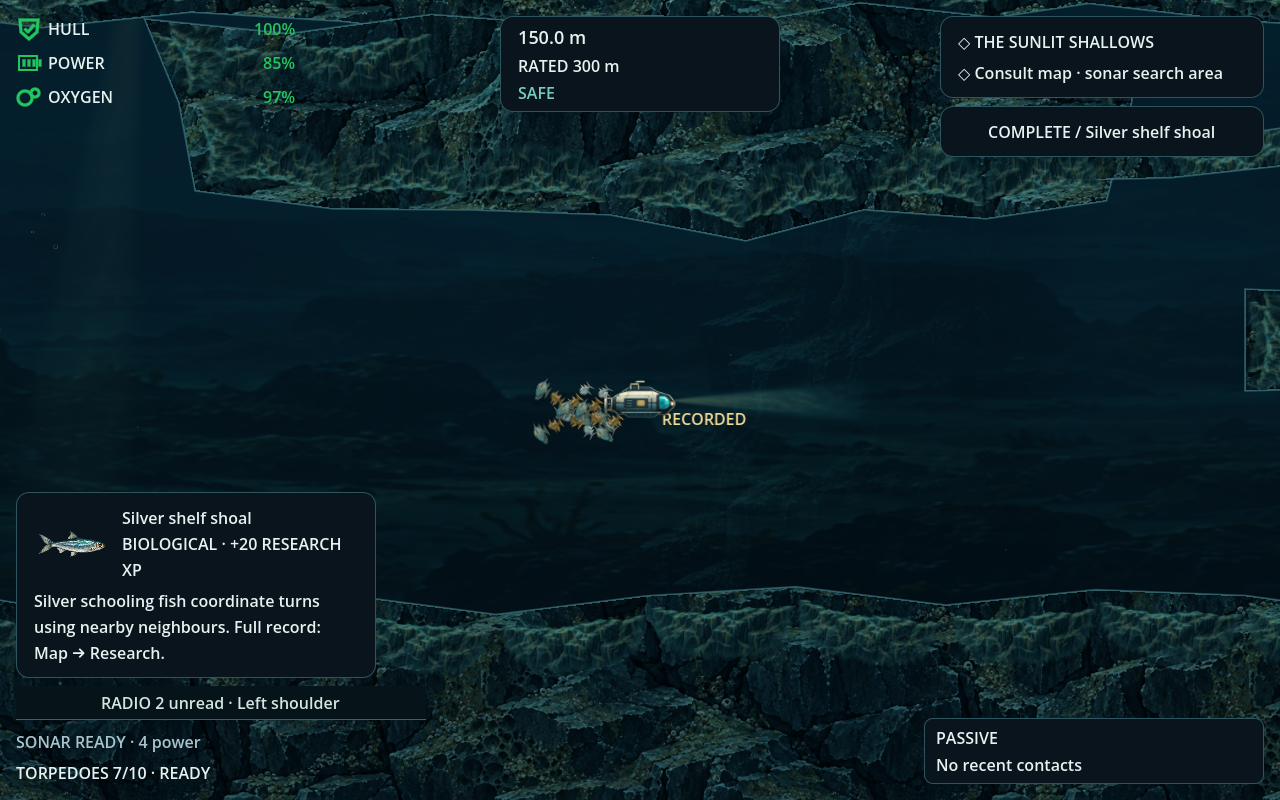 HULL 100%
POWER 85%
OXYGEN 97%
150.0 m
RATED 300 m
SAFE
◇ THE SUNLIT SHALLOWS
◇ Consult map · sonar search area
COMPLETE / Silver shelf shoal
RECORDED
Silver shelf shoal
BIOLOGICAL · +20 RESEARCH
XP
Silver schooling fish coordinate turns
using nearby neighbours. Full record:
Map → Research.
RADIO 2 unread · Left shoulder
SONAR READY · 4 power
TORPEDOES 7/10 · READY
PASSIVE
No recent contacts